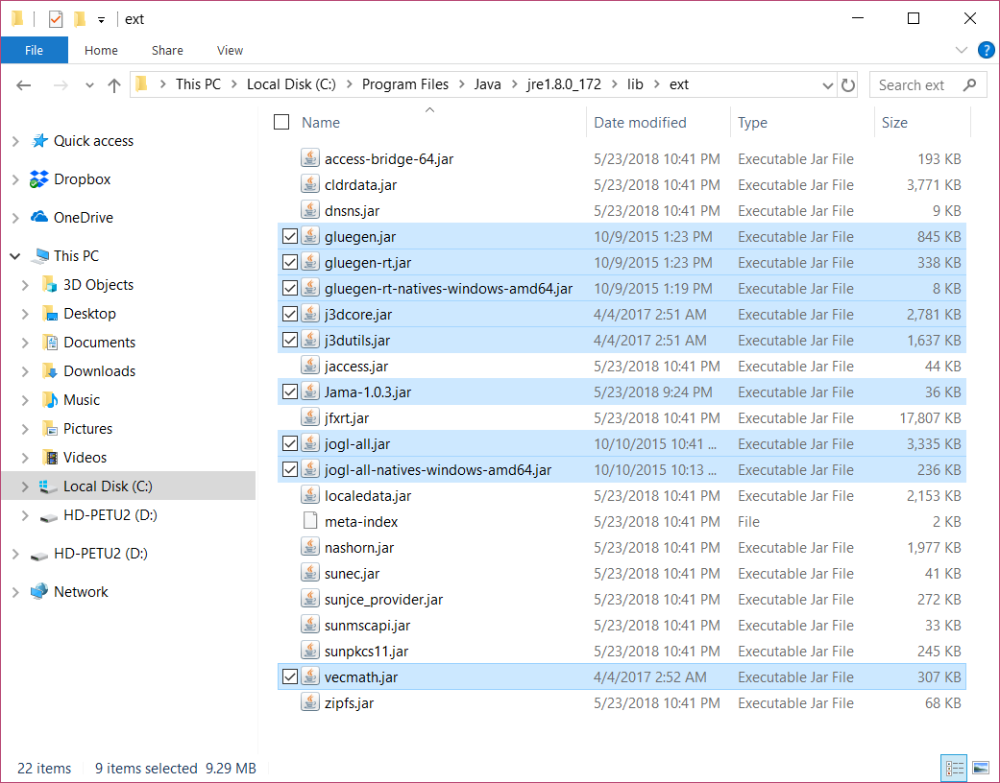 ext
File Home Share View
This PC Local Disk (C:) Program Files Java jre1.8.0_172 lib ext Search ext
Quick access
Dropbox
OneDrive
This PC
3D Objects
Desktop
Documents
Downloads
Music
Pictures
Videos
Local Disk (C:)
HD-PETU2 (D:)
HD-PETU2 (D:)
Network
Name Date modified Type Size
access-bridge-64.jar 5/23/2018 10:41 PM Executable Jar File 193 KB
cldrdata.jar 5/23/2018 10:41 PM Executable Jar File 3,771 KB
dnsns.jar 5/23/2018 10:41 PM Executable Jar File 9 KB
gluegen.jar 10/9/2015 1:23 PM Executable Jar File 845 KB
gluegen-rt.jar 10/9/2015 1:23 PM Executable Jar File 338 KB
gluegen-rt-natives-windows-amd64.jar 10/9/2015 1:19 PM Executable Jar File 8 KB
j3dcore.jar 4/4/2017 2:51 AM Executable Jar File 2,781 KB
j3dutils.jar 4/4/2017 2:51 AM Executable Jar File 1,637 KB
jaccess.jar 5/23/2018 10:41 PM Executable Jar File 44 KB
Jama-1.0.3.jar 5/23/2018 9:24 PM Executable Jar File 36 KB
jfxrt.jar 5/23/2018 10:41 PM Executable Jar File 17,807 KB
jogl-all.jar 10/10/2015 10:41 ... Executable Jar File 3,335 KB
jogl-all-natives-windows-amd64.jar 10/10/2015 10:13 ... Executable Jar File 236 KB
localedata.jar 5/23/2018 10:41 PM Executable Jar File 2,153 KB
meta-index 5/23/2018 10:41 PM File 2 KB
nashorn.jar 5/23/2018 10:41 PM Executable Jar File 1,977 KB
sunec.jar 5/23/2018 10:41 PM Executable Jar File 41 KB
sunjce_provider.jar 5/23/2018 10:41 PM Executable Jar File 272 KB
sunmscapi.jar 5/23/2018 10:41 PM Executable Jar File 33 KB
sunpkcs11.jar 5/23/2018 10:41 PM Executable Jar File 245 KB
vecmath.jar 4/4/2017 2:52 AM Executable Jar File 307 KB
zipfs.jar 5/23/2018 10:41 PM Executable Jar File 68 KB
22 items 9 items selected 9.29 MB